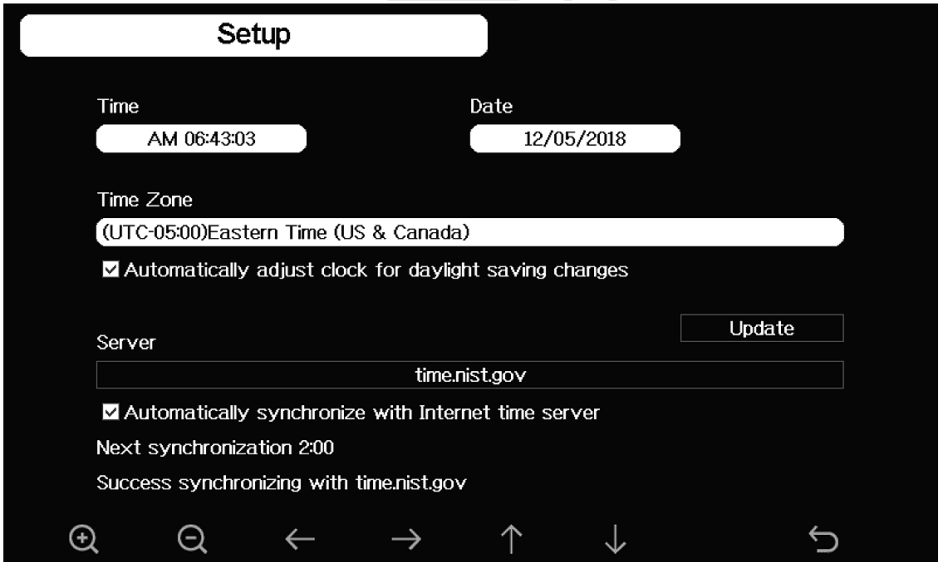 Setup
Time
Date
AM 06:43:03
12/05/2018
Time Zone
(UTC-05:00)Eastern Time (US & Canada)
Automatically adjust clock for daylight saving changes
Update
Server
time.nist.gov
Automatically synchronize with Internet time server
Next synchronization 2:00
Success synchronizing with time.nist.gov